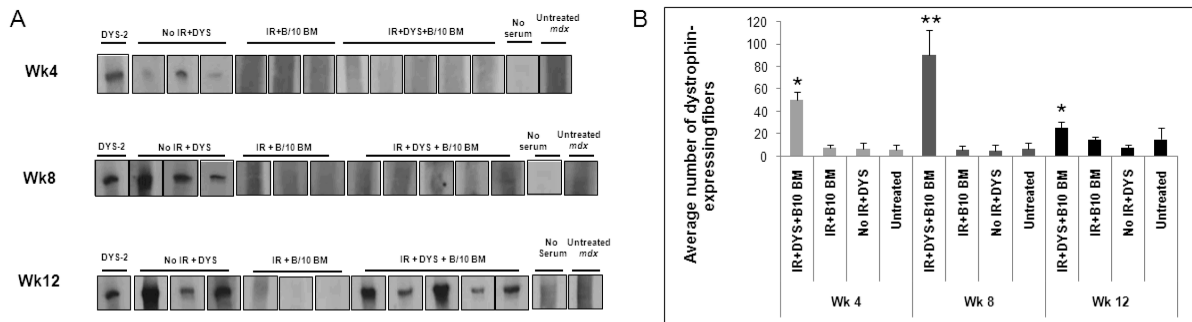 A
DYS-2 No IR+DYS IR+B/10 BM IR+DYS+B/10 BM No serum Untreated mdx
Wk4
DYS-2 No IR + DYS IR + B/10 BM IR + DYS + B/10 BM No serum Untreated mdx
Wk8
DYS-2 No IR + DYS IR + B/10 BM IR + DYS + B/10 BM No Serum Untreated mdx
Wk12
B
Average number of dystrophin-
expressing fibers
120
100
80
60
40
20
0
* ** *
IR+DYS+B10 BM
IR+B10 BM
No IR+DYS
Untreated
IR+DYS+B10 BM
IR+B10 BM
No IR+DYS
Untreated
IR+DYS+B10 BM
IR+B10 BM
No IR+DYS
Untreated
Wk 4 Wk 8 Wk 12